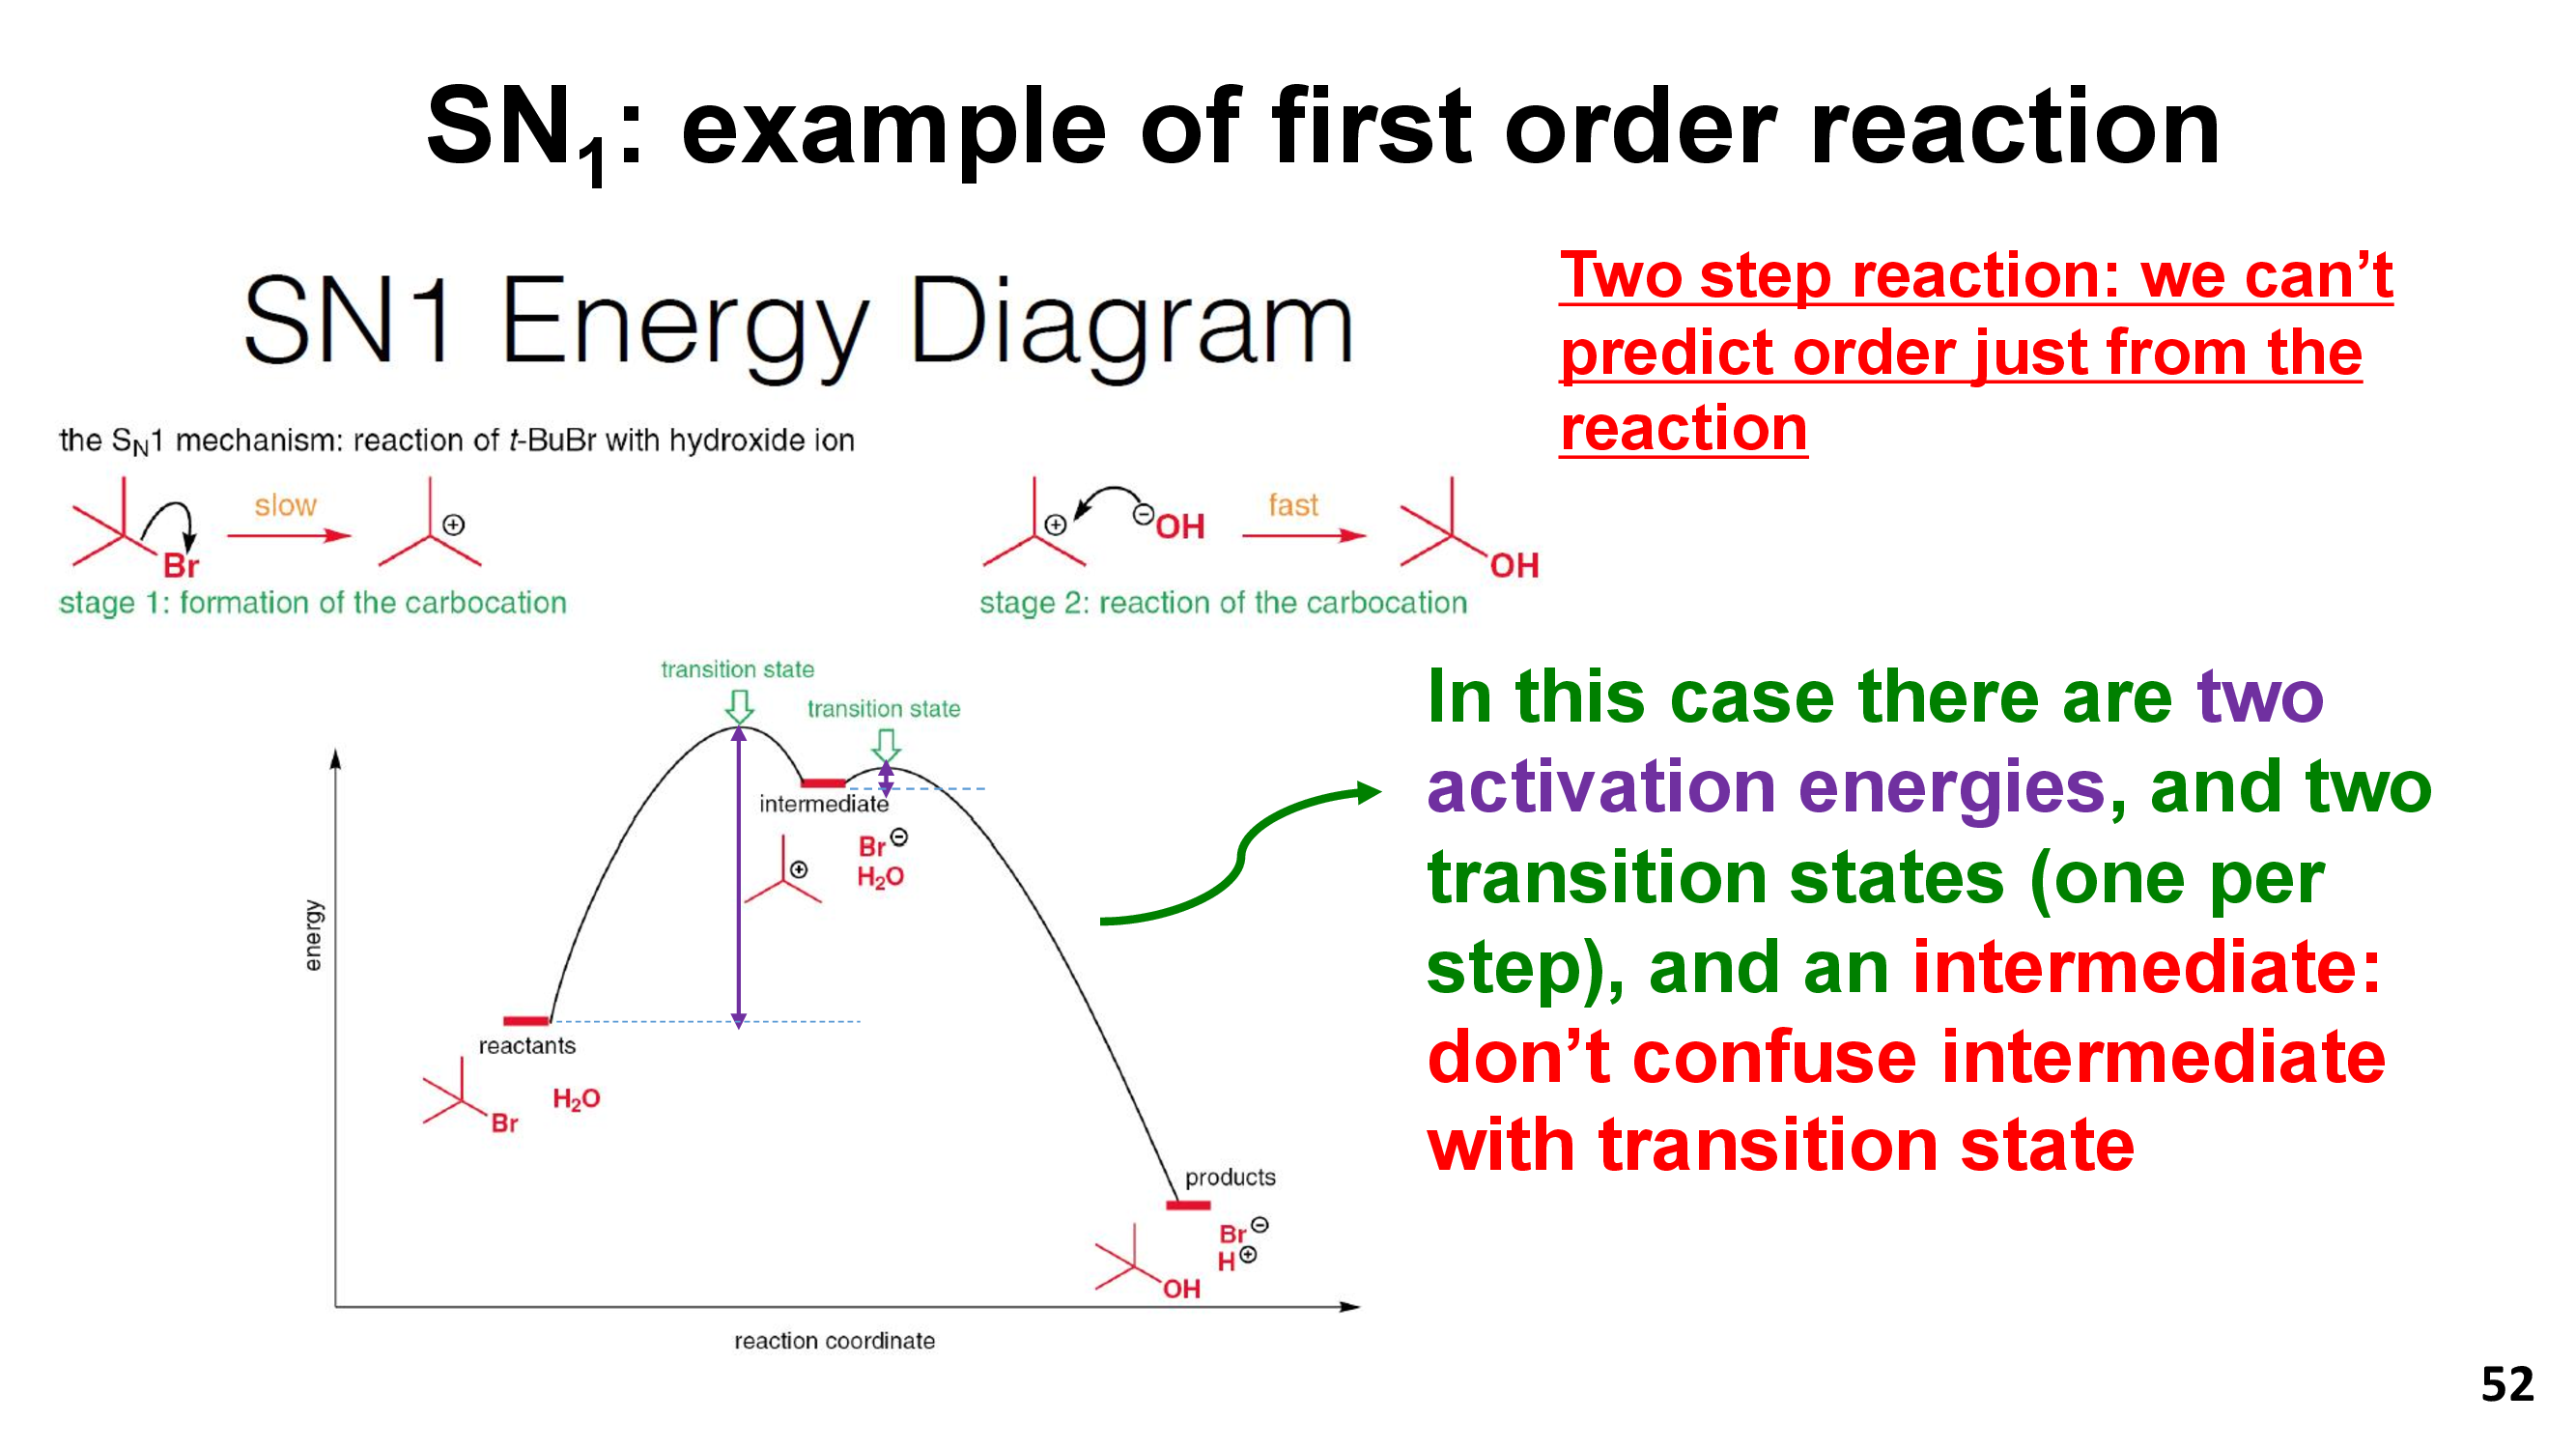 SN₁: example of first order reaction
SN1 Energy Diagram
Two step reaction: we can’t
predict order just from the
reaction
the SN1 mechanism: reaction of t-BuBr with hydroxide ion
Br
slow
⊕
stage 1: formation of the carbocation
⊕
⊖OH
fast
OH
stage 2: reaction of the carbocation
transition state
transition state
intermediate
⊕
Br⊖
H₂O
energy
reactants
Br
H₂O
products
OH
Br⊖
H⊕
reaction coordinate
In this case there are two
activation energies, and two
transition states (one per
step), and an intermediate:
don’t confuse intermediate
with transition state
52